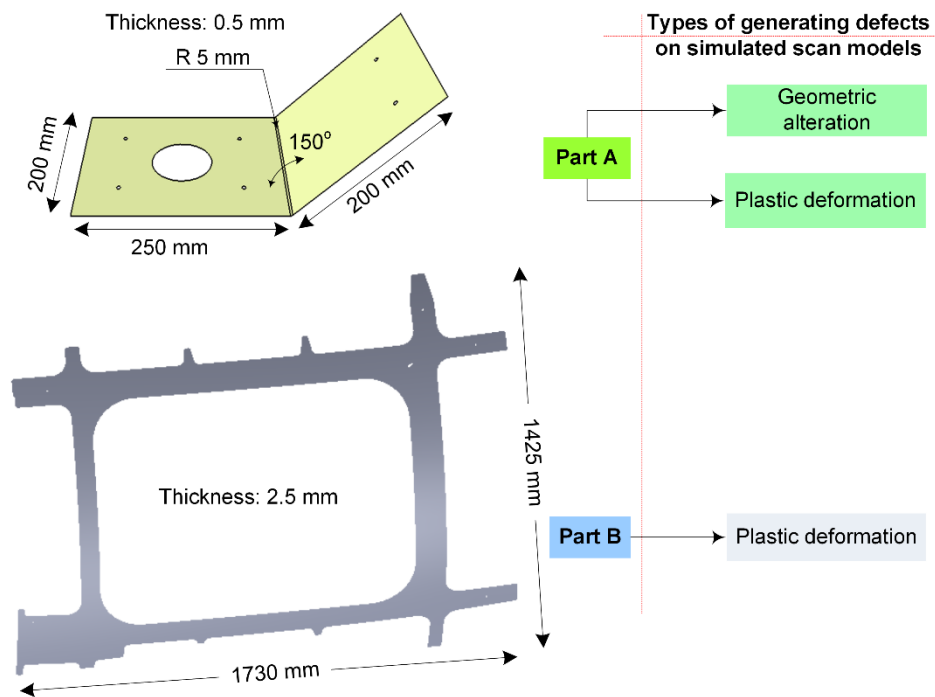 Thickness: 0.5 mm
R 5 mm
150º
200 mm
200 mm
250 mm
Types of generating defects
on simulated scan models
Part A
Geometric
alteration
Plastic deformation
Thickness: 2.5 mm
1425 mm
1730 mm
Part B
Plastic deformation